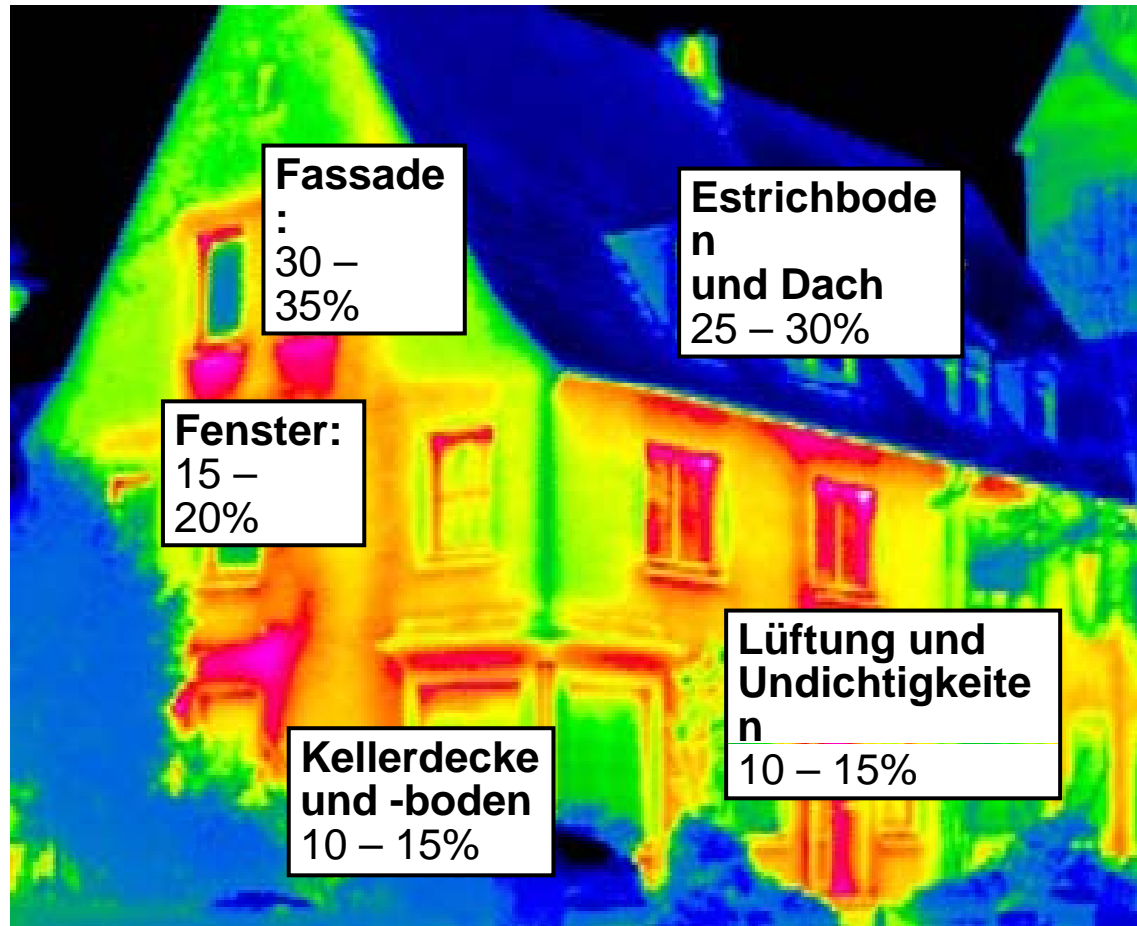 Fassade
:
30 –
35%
Estrichbode
n
und Dach
25 – 30%
Fenster:
15 –
20%
Lüftung und
Undichtigkeite
n
10 – 15%
Kellerdecke
und -boden
10 – 15%